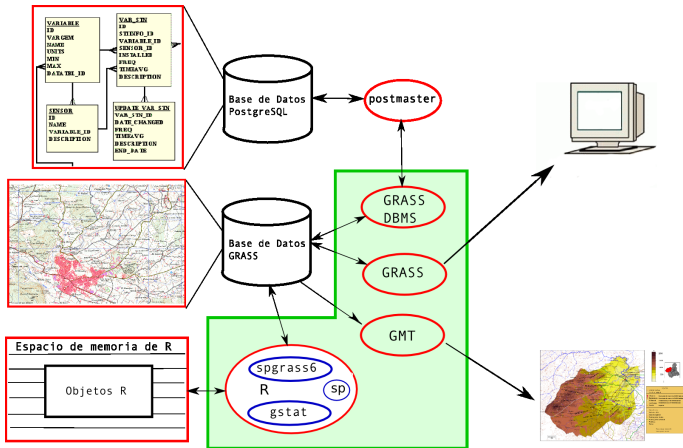 VARIABLE
ID
VARGEM
NAME
UNITS
MIN
MAX
DATATBL_ID
VAR_STN
ID
STIINFO_ID
VARIABLE_ID
SENSOR_ID
INSTALLED
FREQ
TIMEAVG
DESCRIPTION
SENSOR
ID
NAME
VARIABLE_ID
DESCRIPTION
UPDATE_VAR_STN
VAR_STN_ID
DATE_CHANGED
FREQ
TIMEAVG
DESCRIPTION
END_DATE
Base de Datos
PostgreSQL
postmaster
GRASS
DBMS
Base de Datos
GRASS
GRASS
GMT
Espacio de memoria de R
Objetos R
spgrass6
R
sp
gstat